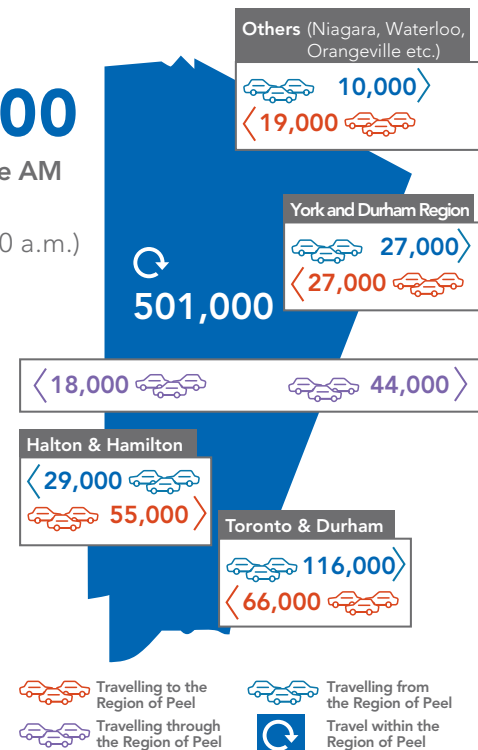 Others (Niagara, Waterloo,
Orangeville etc.)
10,000
19,000
00
e AM
0 a.m.)
York and Durham Region
27,000
27,000
501,000
18,000
44,000
Halton & Hamilton
29,000
55,000
Toronto & Durham
116,000
66,000
Travelling to the
Region of Peel
Travelling from
the Region of Peel
Travelling through
the Region of Peel
Travel within the
Region of Peel